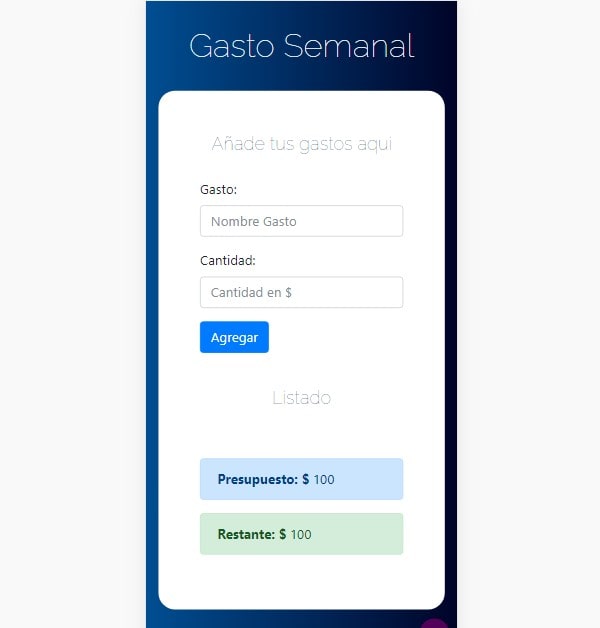 Gasto Semanal
Añade tus gastos aqui
Gasto:
Nombre Gasto
Cantidad:
Cantidad en $
Agregar
Listado
Presupuesto: $ 100
Restante: $ 100